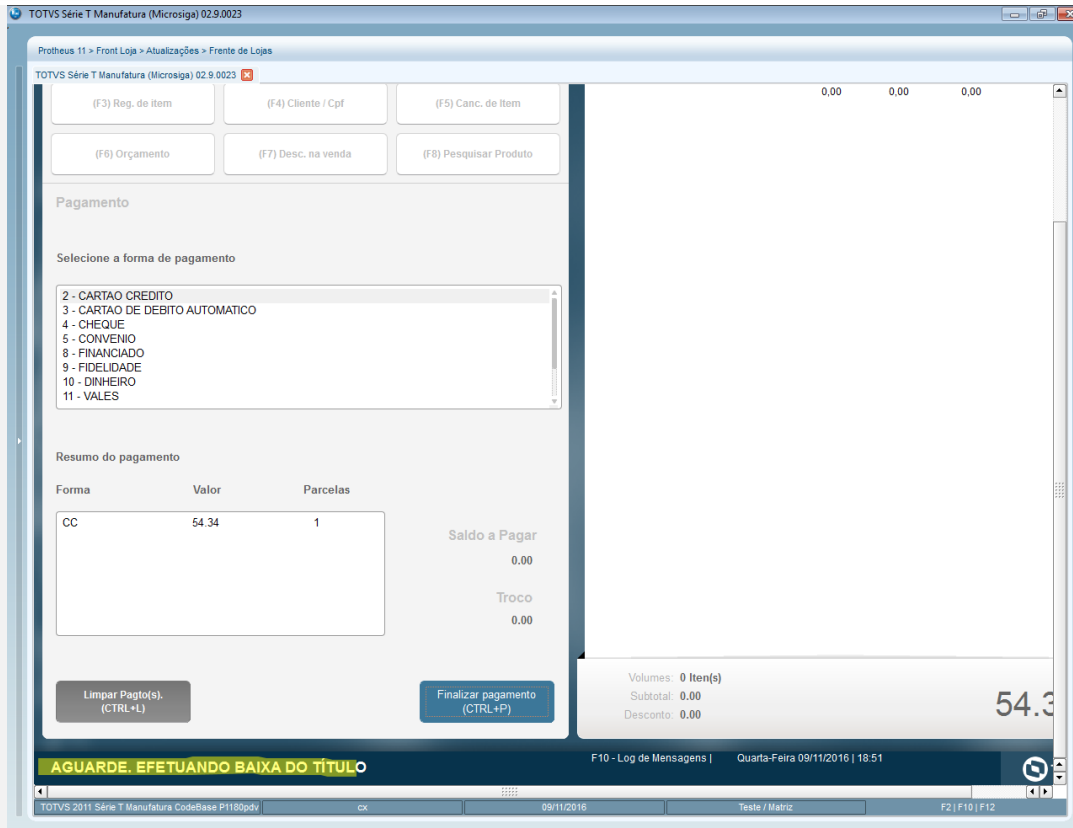 TOTVS Série T Manufatura (Microsiga) 02.9.0023
Protheus 11 > Front Loja > Atualizações > Frente de Lojas
TOTVS Série T Manufatura (Microsiga) 02.9.0023
(F3) Reg. de item
(F4) Cliente / Cpf
(F5) Canc. de Item
0,00 0,00 0,00
(F6) Orçamento
(F7) Desc. na venda
(F8) Pesquisar Produto
Pagamento
Selecione a forma de pagamento
2 - CARTAO CREDITO
3 - CARTAO DE DEBITO AUTOMATICO
4 - CHEQUE
5 - CONVENIO
8 - FINANCIADO
9 - FIDELIDADE
10 - DINHEIRO
11 - VALES
Resumo do pagamento
Forma Valor Parcelas
CC 54.34 1
Saldo a Pagar
0.00
Troco
0.00
Limpar Pagto(s).
(CTRL+L)
Finalizar pagamento
(CTRL+P)
Volumes: 0 Iten(s)
Subtotal: 0.00
Desconto: 0.00
54.3
AGUARDE. EFETUANDO BAIXA DO TÍTULO
F10 - Log de Mensagens | Quarta-Feira 09/11/2016 | 18:51
TOTVS 2011 Série T Manufatura CodeBase P1180pdv cx 09/11/2016 Teste / Matriz F2 | F10 | F12